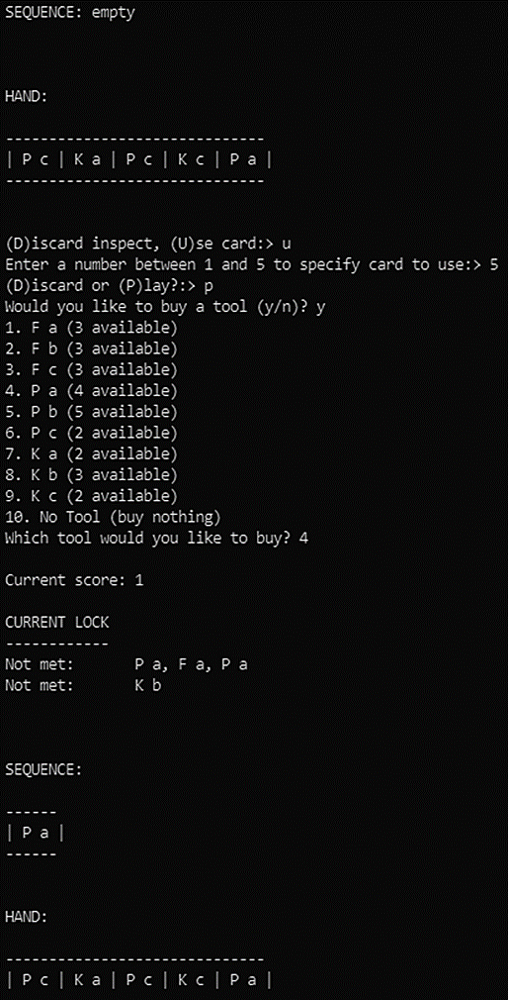 SEQUENCE: empty
HAND:
------------------------------
| P c | K a | P c | K c | P a |
------------------------------
(D)iscard inspect, (U)se card:> u
Enter a number between 1 and 5 to specify card to use:> 5
(D)iscard or (P)lay?:> p
Would you like to buy a tool (y/n)? y
1. F a (3 available)
2. F b (3 available)
3. F c (3 available)
4. P a (4 available)
5. P b (5 available)
6. P c (2 available)
7. K a (2 available)
8. K b (3 available)
9. K c (2 available)
10. No Tool (buy nothing)
Which tool would you like to buy? 4
Current score: 1
CURRENT LOCK
------------
Not met:      P a, F a, P a
Not met:      K b
SEQUENCE:
------
| P a |
------
HAND:
------------------------------
| P c | K a | P c | K c | P a |